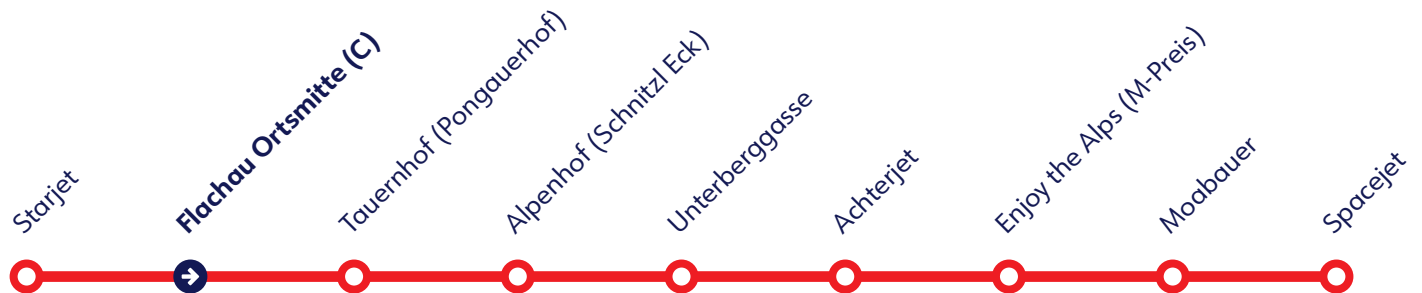 Starjet
Flachau Ortsmitte (C)
Tauernhof (Pongauerhof)
Alpenhof (Schnitzl Eck)
Unterberggasse
Achterjet
Enjoy the Alps (M-Preis)
Moabauer
Spacejet